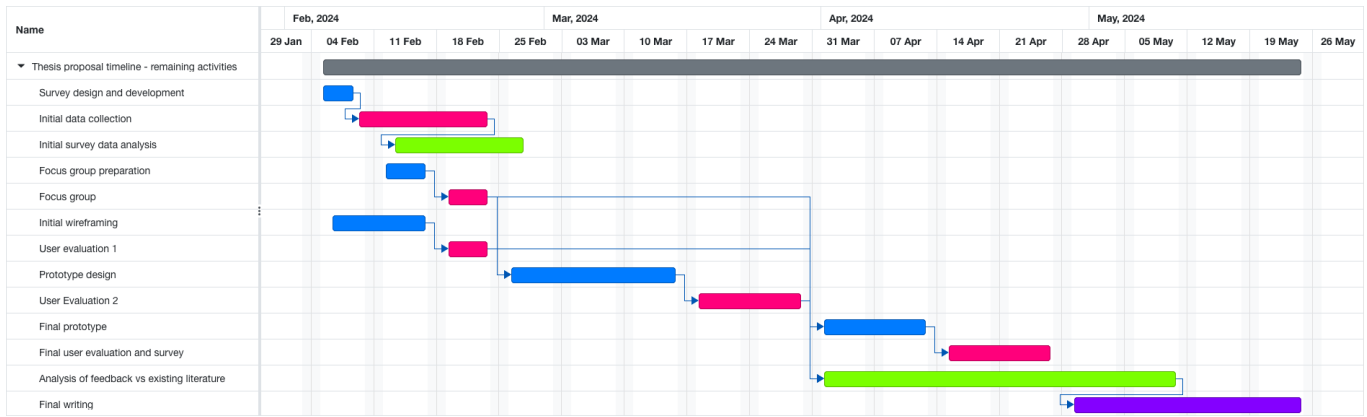 Name
Feb, 2024 Mar, 2024 Apr, 2024 May, 2024
29 Jan 04 Feb 11 Feb 18 Feb 25 Feb 03 Mar 10 Mar 17 Mar 24 Mar 31 Mar 07 Apr 14 Apr 21 Apr 28 Apr 05 May 12 May 19 May 26 May
Thesis proposal timeline - remaining activities
Survey design and development
Initial data collection
Initial survey data analysis
Focus group preparation
Focus group
Initial wireframing
User evaluation 1
Prototype design
User Evaluation 2
Final prototype
Final user evaluation and survey
Analysis of feedback vs existing literature
Final writing